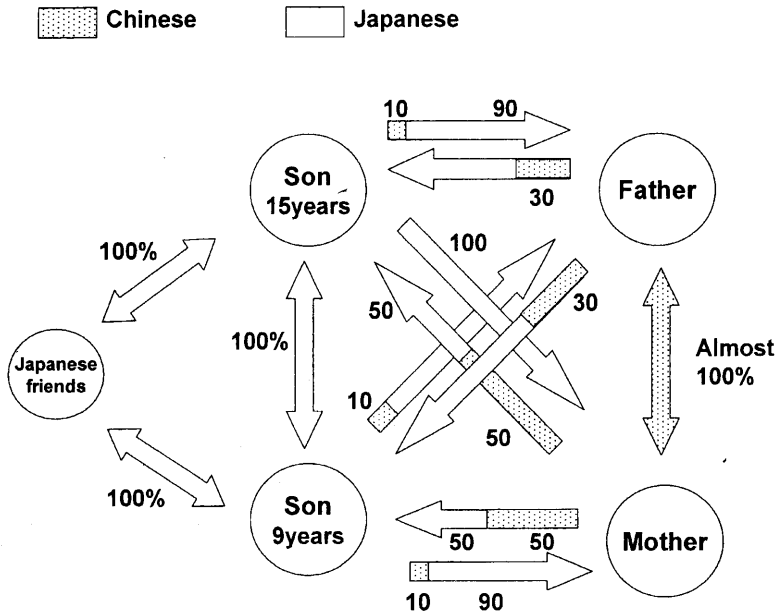 Chinese
Japanese
10
90
Son
15years
Father
30
100
100%
50
30
100%
Japanese
friends
Almost
100%
10
50
100%
Son
9years
50
50
Mother
10
90